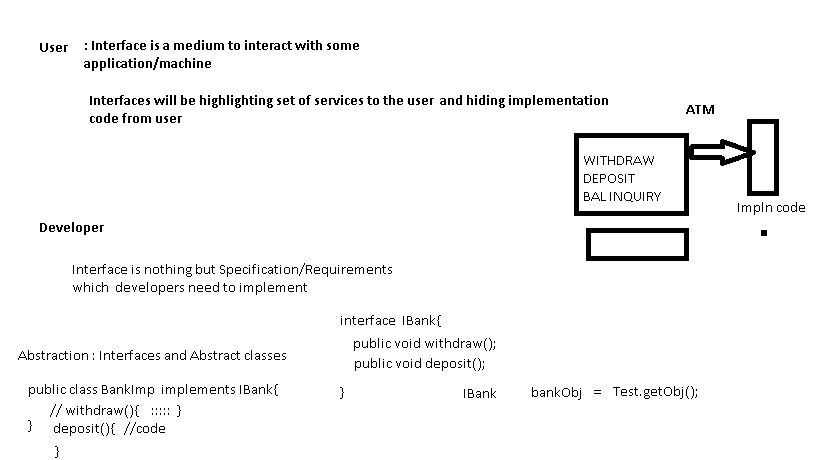 User : Interface is a medium to interact with some
application/machine
Interfaces will be highlighting set of services to the user and hiding implementation
code from user
ATM
WITHDRAW
DEPOSIT
BAL INQUIRY
Impln code
Developer
Interface is nothing but Specification/Requirements
which developers need to implement
interface IBank{
public void withdraw();
public void deposit();
}
Abstraction : Interfaces and Abstract classes
public class BankImp implements IBank{
// withdraw(){ ::::: }
} deposit(){ //code
}
IBank bankObj = Test.getObj();